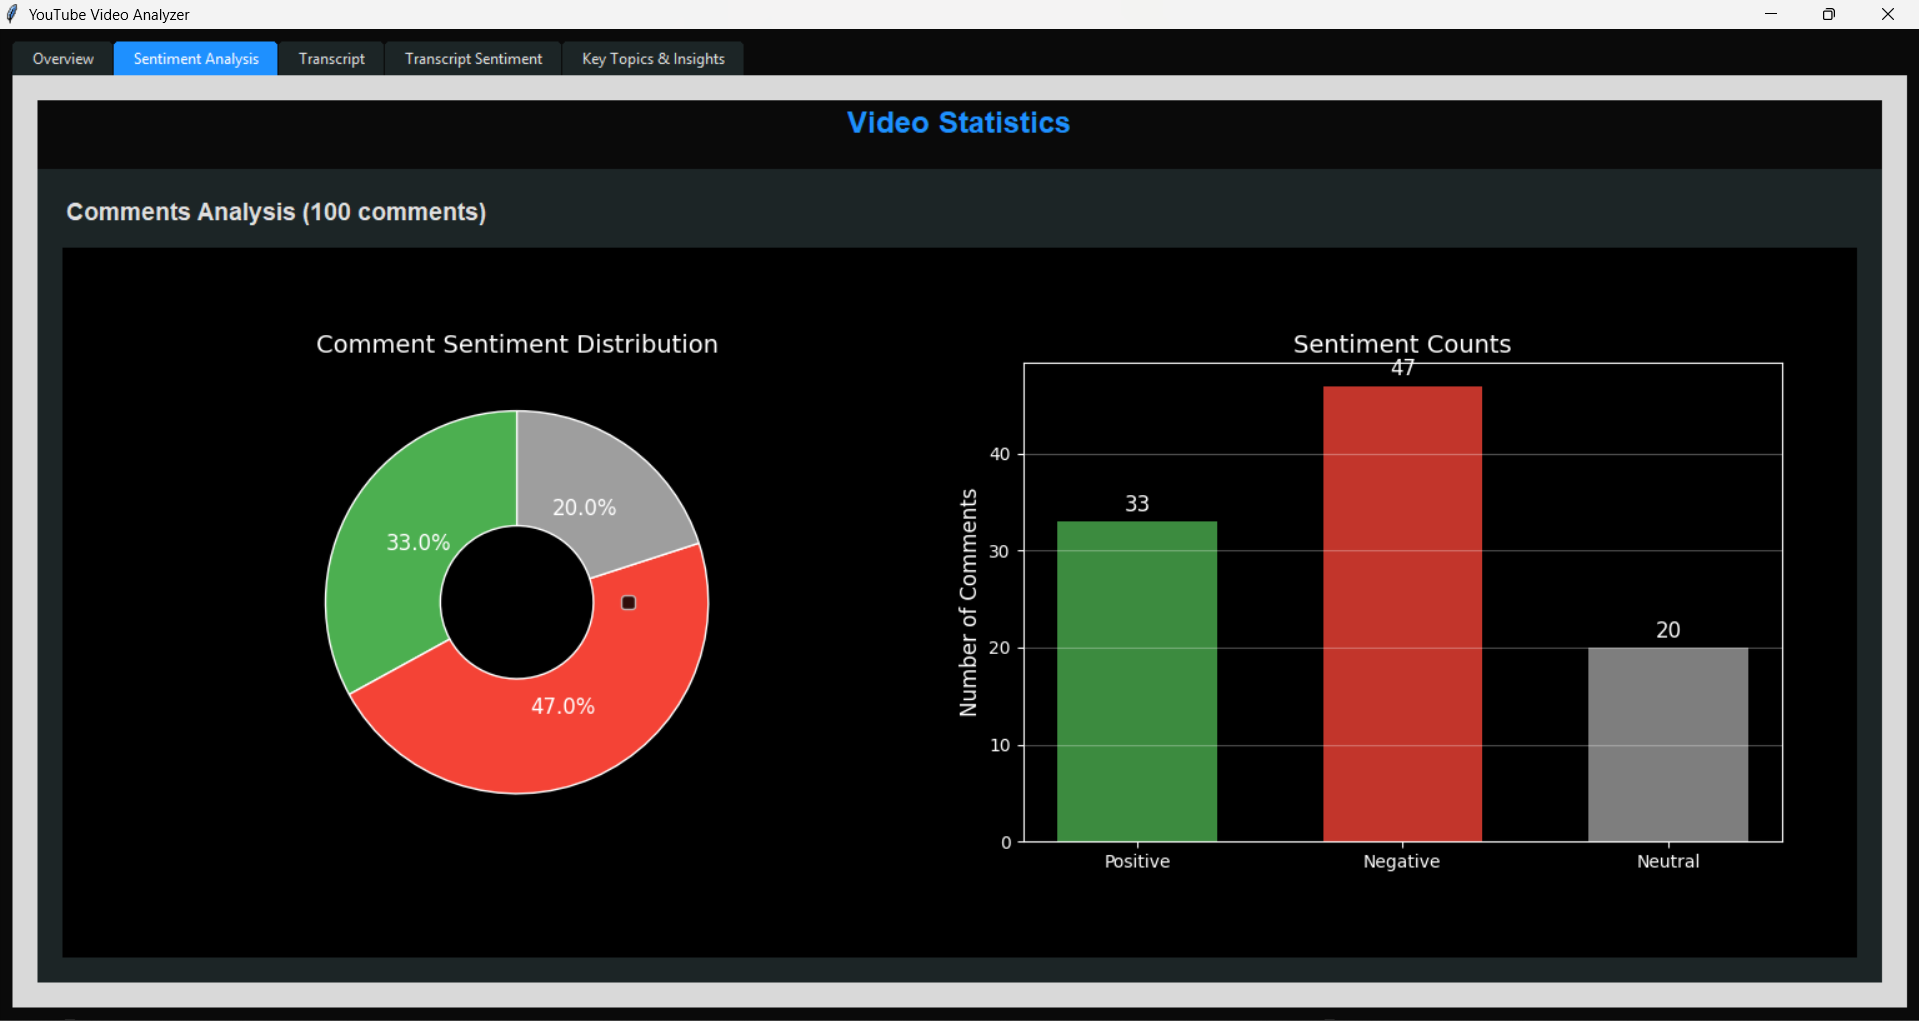 YouTube Video Analyzer
Overview
Sentiment Analysis
Transcript
Transcript Sentiment
Key Topics & Insights
Video Statistics
Comments Analysis (100 comments)
Comment Sentiment Distribution
20.0%
33.0%
47.0%
Sentiment Counts
47
33
20
Number of Comments
40
30
20
10
0
Positive
Negative
Neutral